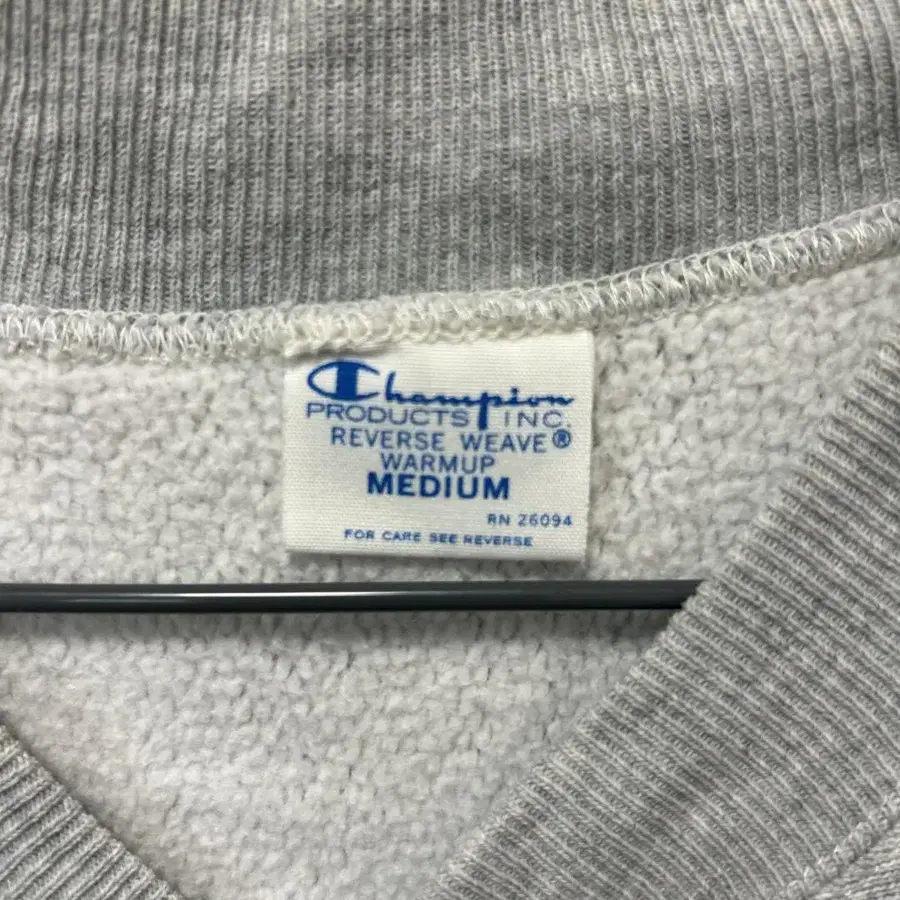 Champion
PRODUCTS INC.
REVERSE WEAVE®
WARMUP
MEDIUM
RN 26094
FOR CARE SEE REVERSE